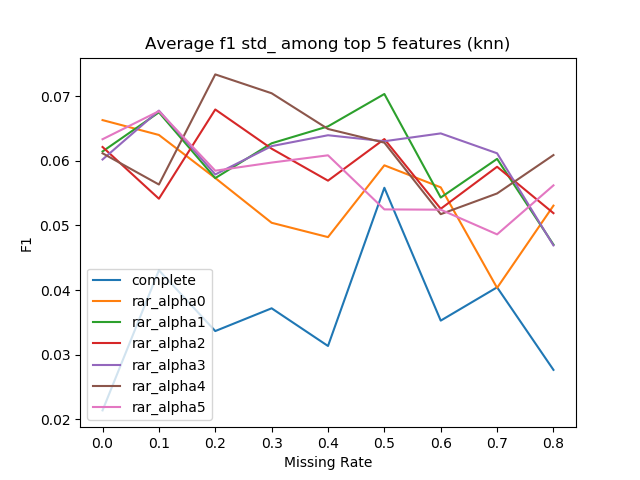 Average f1 std_ among top 5 features (knn)
F1
0.07
0.06
0.05
0.04
0.03
0.02
complete
rar_alpha0
rar_alpha1
rar_alpha2
rar_alpha3
rar_alpha4
rar_alpha5
0.0 0.1 0.2 0.3 0.4 0.5 0.6 0.7 0.8
Missing Rate